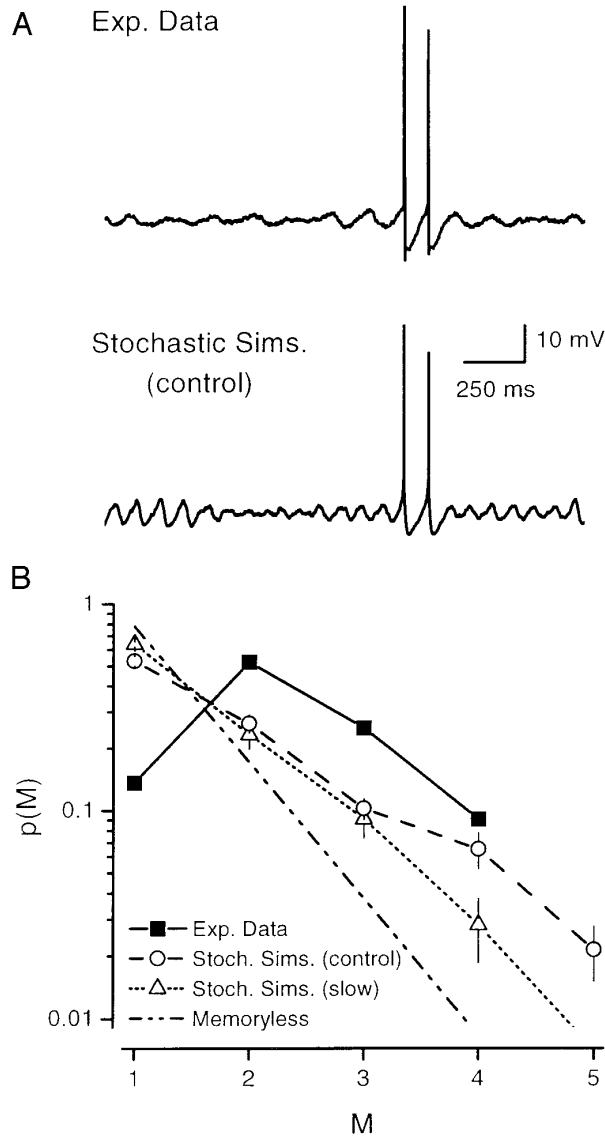 A
Exp. Data
Stochastic Sims.
(control)
10 mV
250 ms
B
1
0.1
0.01
p(M)
Exp. Data
Stoch. Sims. (control)
Stoch. Sims. (slow)
Memoryless
1 2 3 4 5
M